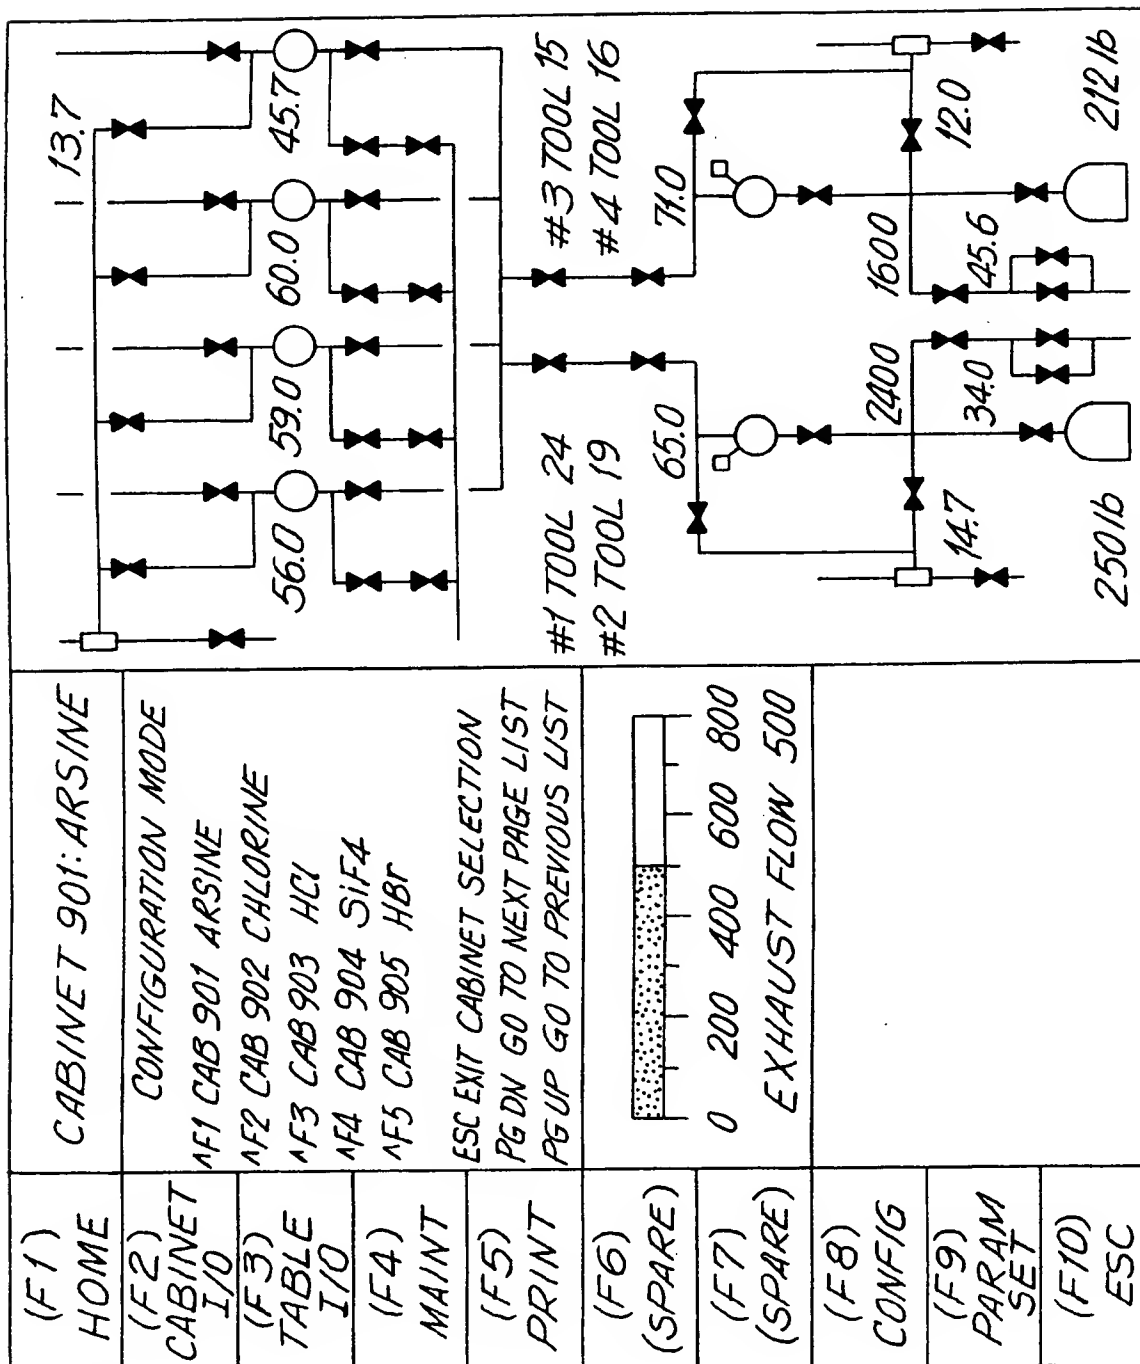 (F1)
HOME
(F2)
CABINET
I/O
(F3)
TABLE
I/O
(F4)
MAINT
(F5)
PRINT
(F6)
(SPARE)
(F7)
(SPARE)
(F8)
CONFIG
(F9)
PARAM
SET
(F10)
ESC
CABINET 901: ARSINE
CONFIGURATION MODE
^F1 CAB 901 ARSINE
^F2 CAB 902 CHLORINE
^F3 CAB 903 HCl
^F4 CAB 904 SiF4
^F5 CAB 905 HBr
ESC EXIT CABINET SELECTION
PG DN GO TO NEXT PAGE LIST
PG UP GO TO PREVIOUS LIST
0 200 400 600 800
EXHAUST FLOW 500
13.7
56.0
59.0
60.0
45.7
#1 TOOL 24
#2 TOOL 19
#3 TOOL 15
#4 TOOL 16
65.0
71.0
2400
1600
14.7
34.0
45.6
12.0
250 lb
212 lb